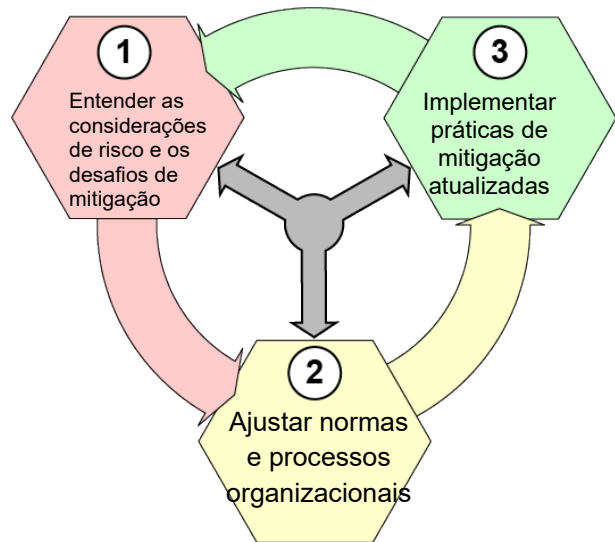 1
Entender as
considerações
de risco e os
desafios de
mitigação
2
Ajustar normas
e processos
organizacionais
3
Implementar
práticas de
mitigação
atualizadas